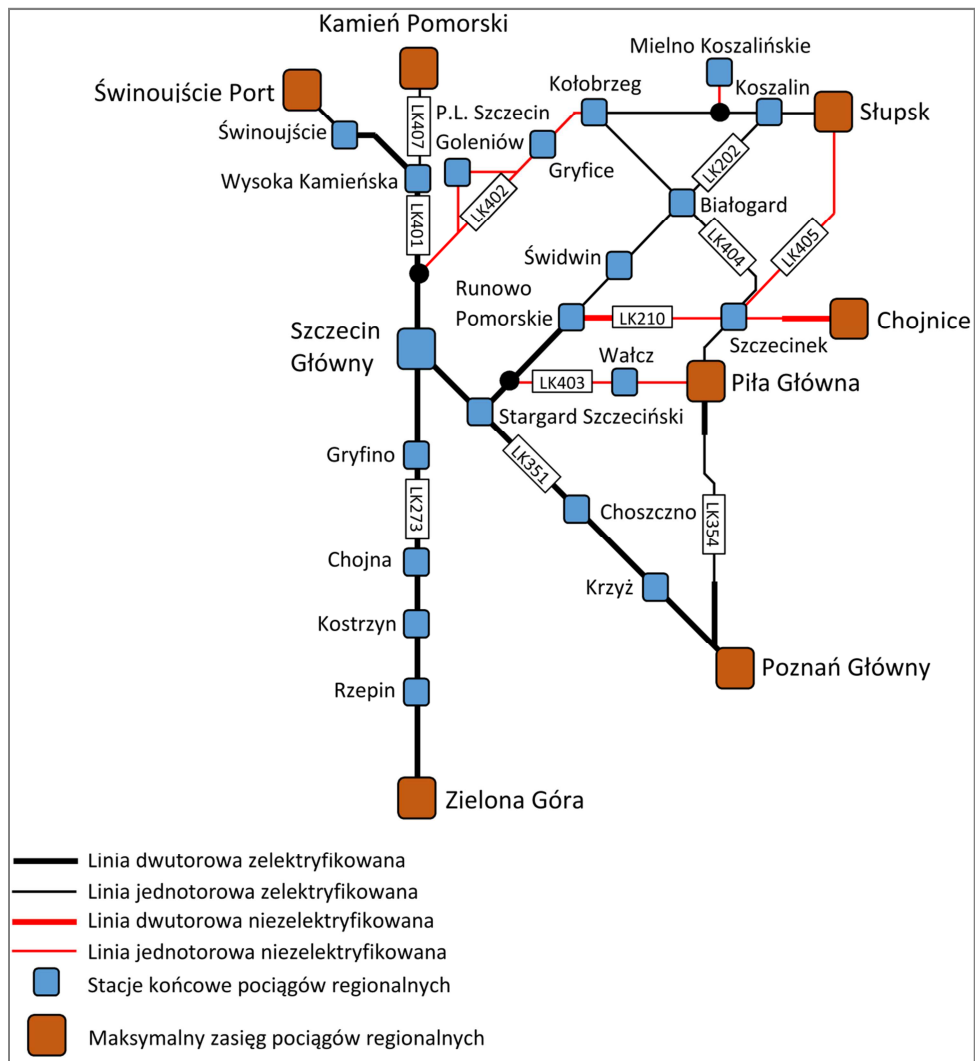 Kamień Pomorski
Mielno Koszalińskie
Świnoujście Port
Kołobrzeg
Koszalin
LK407
P.L. Szczecin
Goleniów
Słupsk
Świnoujście
Gryfice
LK202
Wysoka Kamieńska
LK402
Białogard
LK401
LK404
LK405
Świdwin
Runowo
Pomorskie
LK210
Chojnice
Szczecin
Główny
Szczecinek
Wałcz
LK403
Piła Główna
Stargard Szczeciński
Gryfino
LK351
LK273
Choszczno
LK354
Chojna
Krzyż
Kostrzyn
Poznań Główny
Rzepin
Zielona Góra
Linia dwutorowa zelektryfikowana
Linia jednotorowa zelektryfikowana
Linia dwutorowa niezelektryfikowana
Linia jednotorowa niezelektryfikowana
Stacje końcowe pociągów regionalnych
Maksymalny zasięg pociągów regionalnych